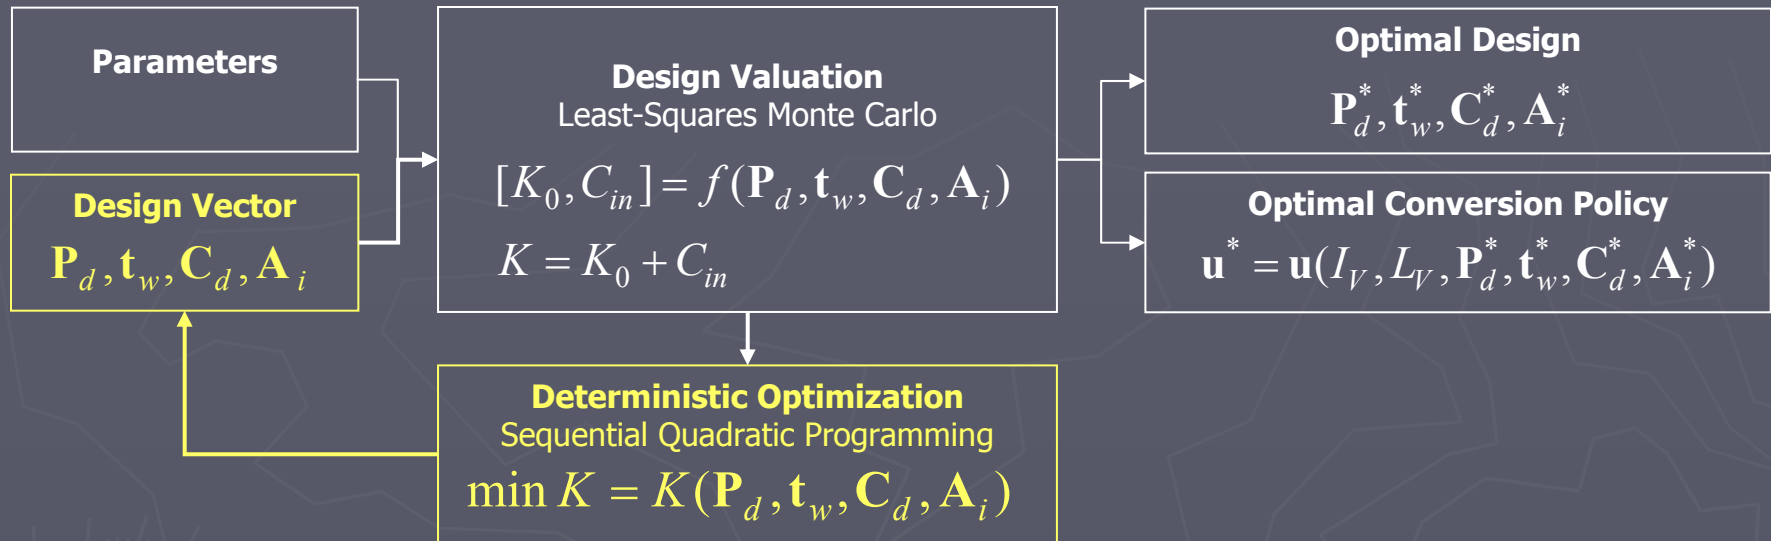 Parameters
Design Vector
P_d, t_w, C_d, A_i
Design Valuation
Least-Squares Monte Carlo
[K_0, C_in] = f(P_d, t_w, C_d, A_i)
K = K_0 + C_in
Deterministic Optimization
Sequential Quadratic Programming
min K = K(P_d, t_w, C_d, A_i)
Optimal Design
P_d^*, t_w^*, C_d^*, A_i^*
Optimal Conversion Policy
u^* = u(I_V, L_V, P_d^*, t_w^*, C_d^*, A_i^*)